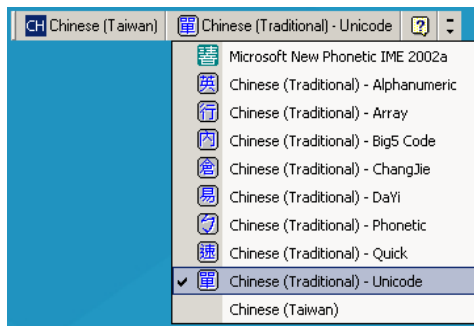 CH Chinese (Taiwan) 單 Chinese (Traditional) - Unicode ?
Microsoft New Phonetic IME 2002a
英 Chinese (Traditional) - Alphanumeric
行 Chinese (Traditional) - Array
內 Chinese (Traditional) - Big5 Code
倉 Chinese (Traditional) - ChangJie
易 Chinese (Traditional) - DaYi
ㄅ Chinese (Traditional) - Phonetic
速 Chinese (Traditional) - Quick
單 Chinese (Traditional) - Unicode
Chinese (Taiwan)